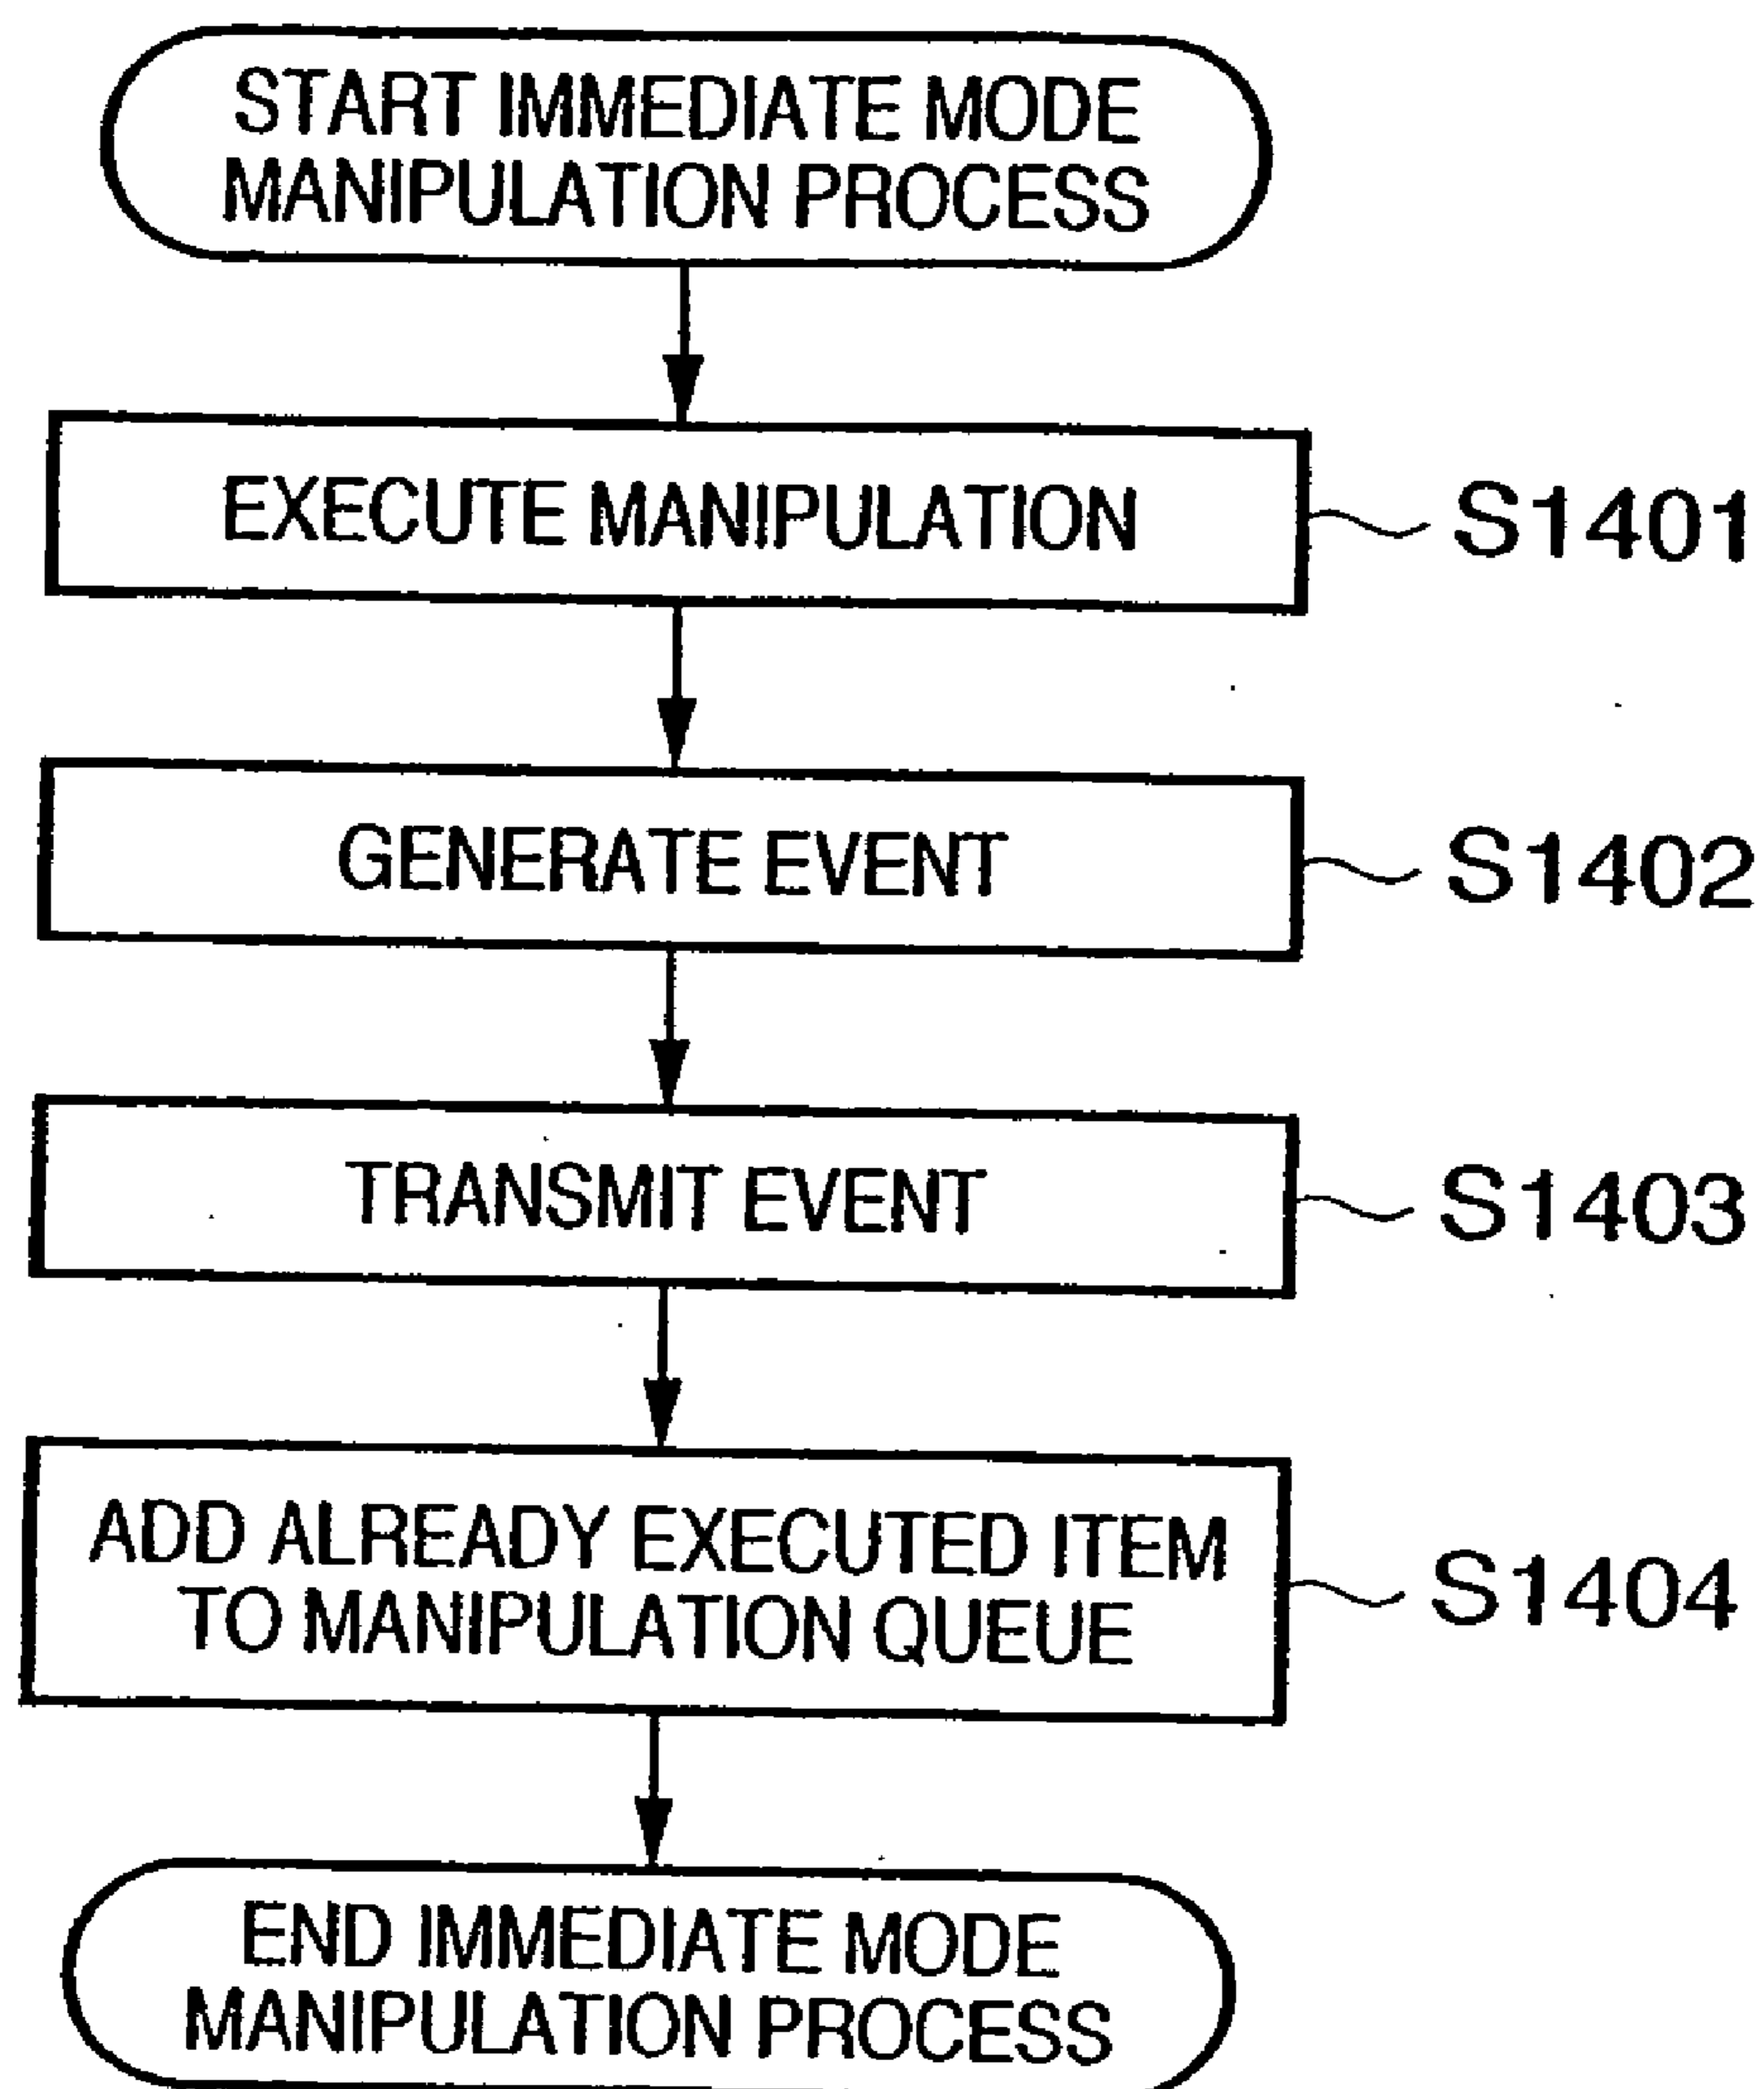 START IMMEDIATE MODE
MANIPULATION PROCESS
EXECUTE MANIPULATION
S1401
GENERATE EVENT
S1402
TRANSMIT EVENT
S1403
ADD ALREADY EXECUTED ITEM
TO MANIPULATION QUEUE
S1404
END IMMEDIATE MODE
MANIPULATION PROCESS